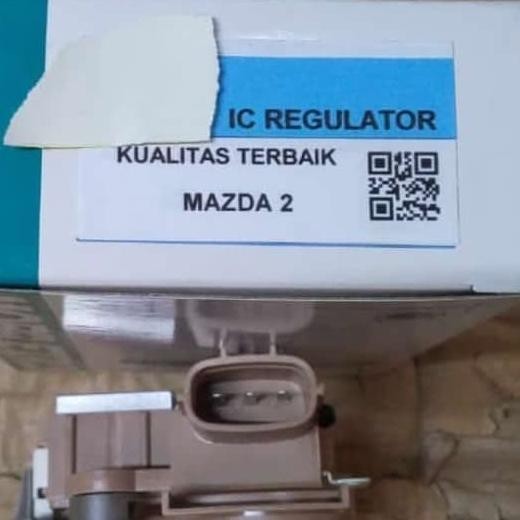 IC REGULATOR
KUALITAS TERBAIK
MAZDA 2